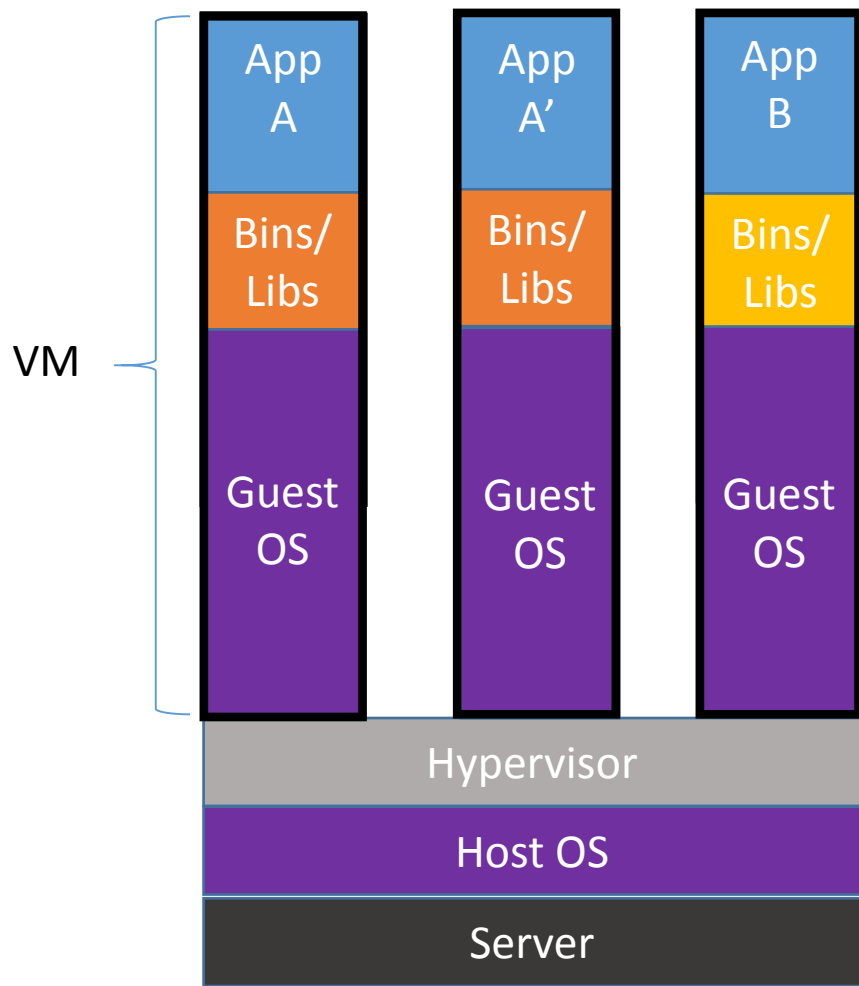 App
A
App
A’
App
B
Bins/
Libs
Bins/
Libs
Bins/
Libs
VM
Guest
OS
Guest
OS
Guest
OS
Hypervisor
Host OS
Server